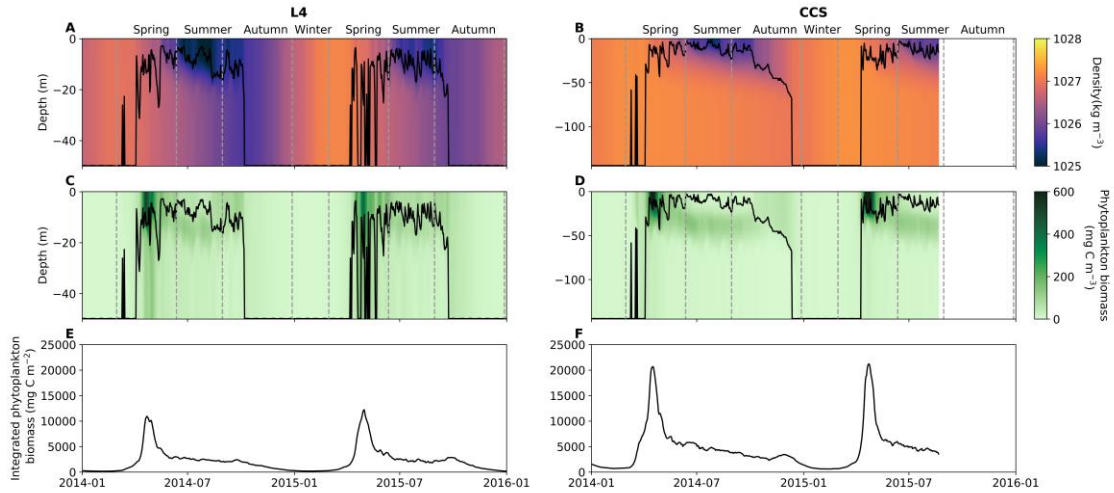 L4
CCS
A
Spring Summer Autumn Winter Spring Summer Autumn
B
Spring Summer Autumn Winter Spring Summer Autumn
0
−20
−40
Depth (m)
0
−50
−100
Depth (m)
1028
1027
1026
1025
Density(kg m⁻³)
C
0
−20
−40
Depth (m)
D
0
−50
−100
Depth (m)
600
400
200
0
Phytoplankton biomass
(mg C m⁻³)
E
25000
20000
15000
10000
5000
0
Integrated phytoplankton
biomass (mg C m⁻²)
2014-01 2014-07 2015-01 2015-07 2016-01
F
25000
20000
15000
10000
5000
0
2014-01 2014-07 2015-01 2015-07 2016-01